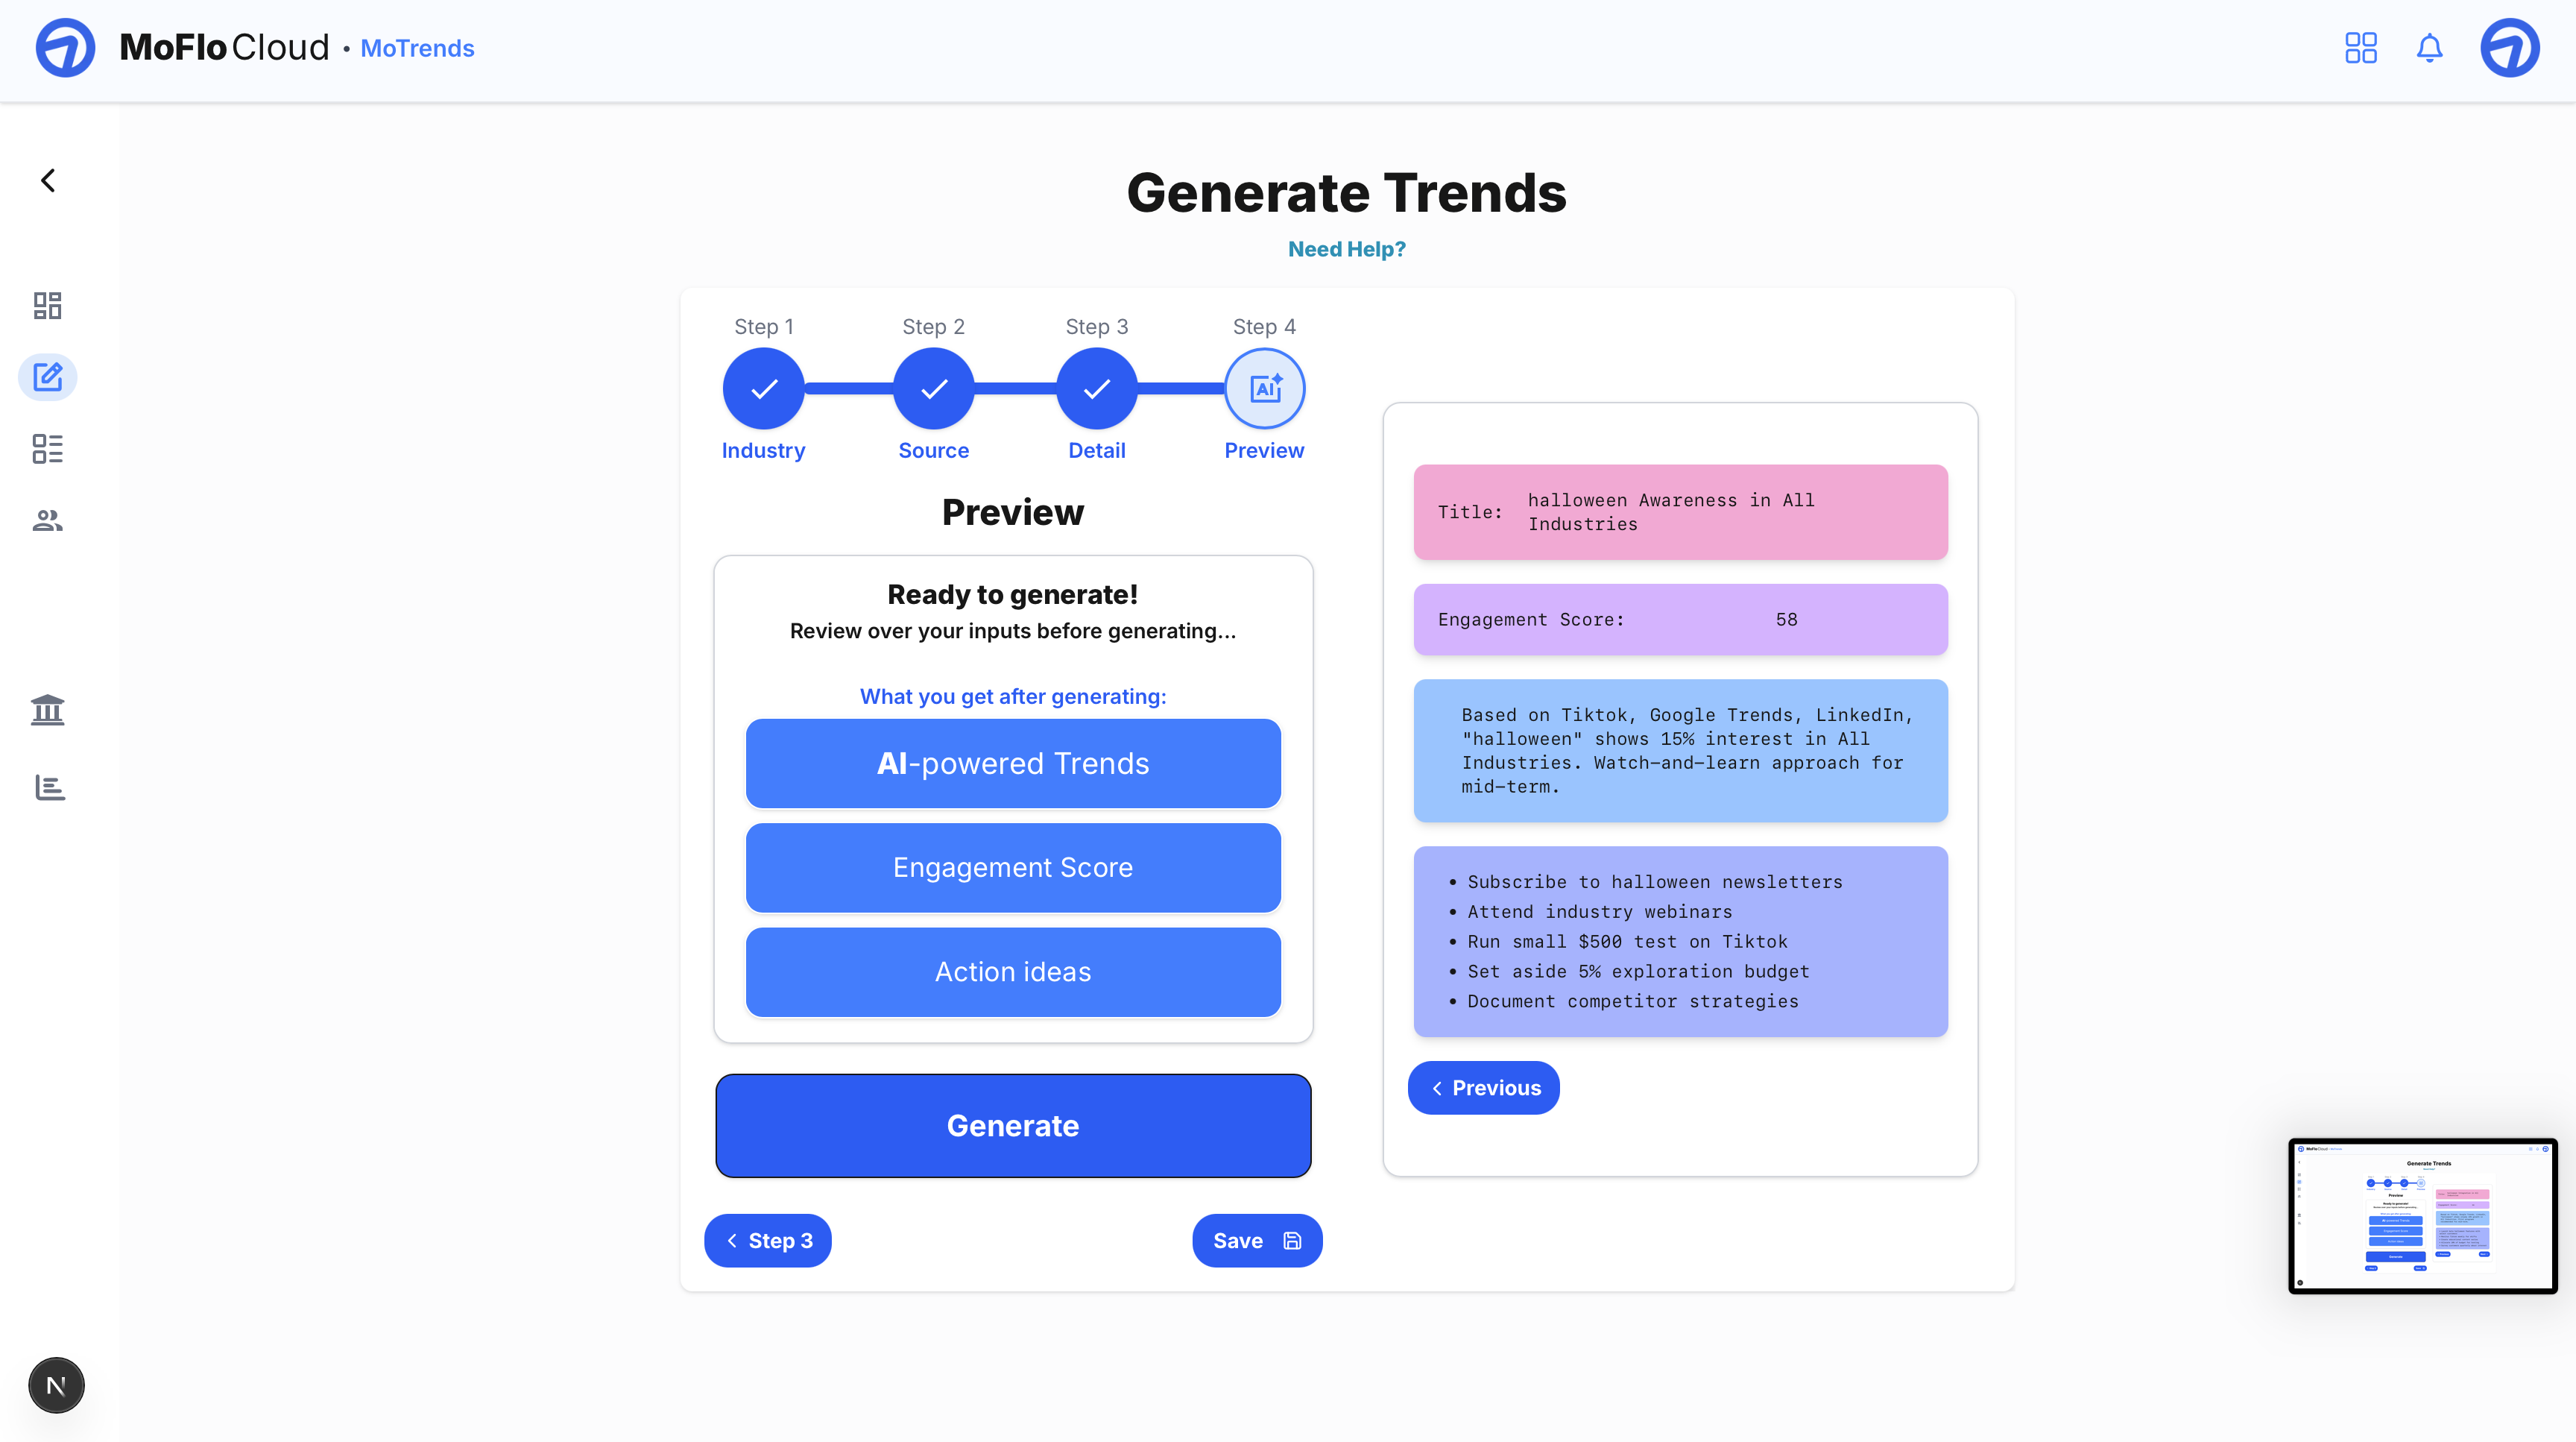 MoFlo Cloud • MoTrends
Generate Trends
Need Help?
Step 1
Step 2
Step 3
Step 4
AI
Industry
Source
Detail
Preview
Preview
Ready to generate!
Review over your inputs before generating...
What you get after generating:
AI-powered Trends
Engagement Score
Action ideas
Generate
Step 3
Save
Title: halloween Awareness in All
Industries
Engagement Score: 58
Based on Tiktok, Google Trends, LinkedIn,
"halloween" shows 15% interest in All
Industries. Watch-and-learn approach for
mid-term.
• Subscribe to halloween newsletters
• Attend industry webinars
• Run small $500 test on Tiktok
• Set aside 5% exploration budget
• Document competitor strategies
Previous
N
Generate Trends
Preview